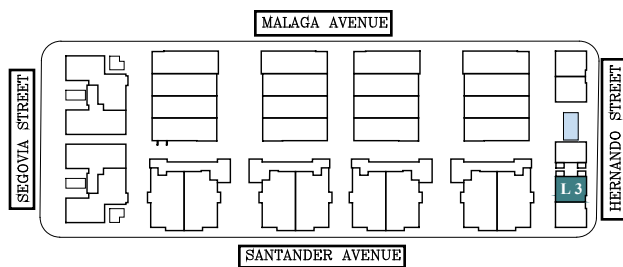 MALAGA AVENUE
SEGOVIA STREET
HERNANDO STREET
L 3
SANTANDER AVENUE